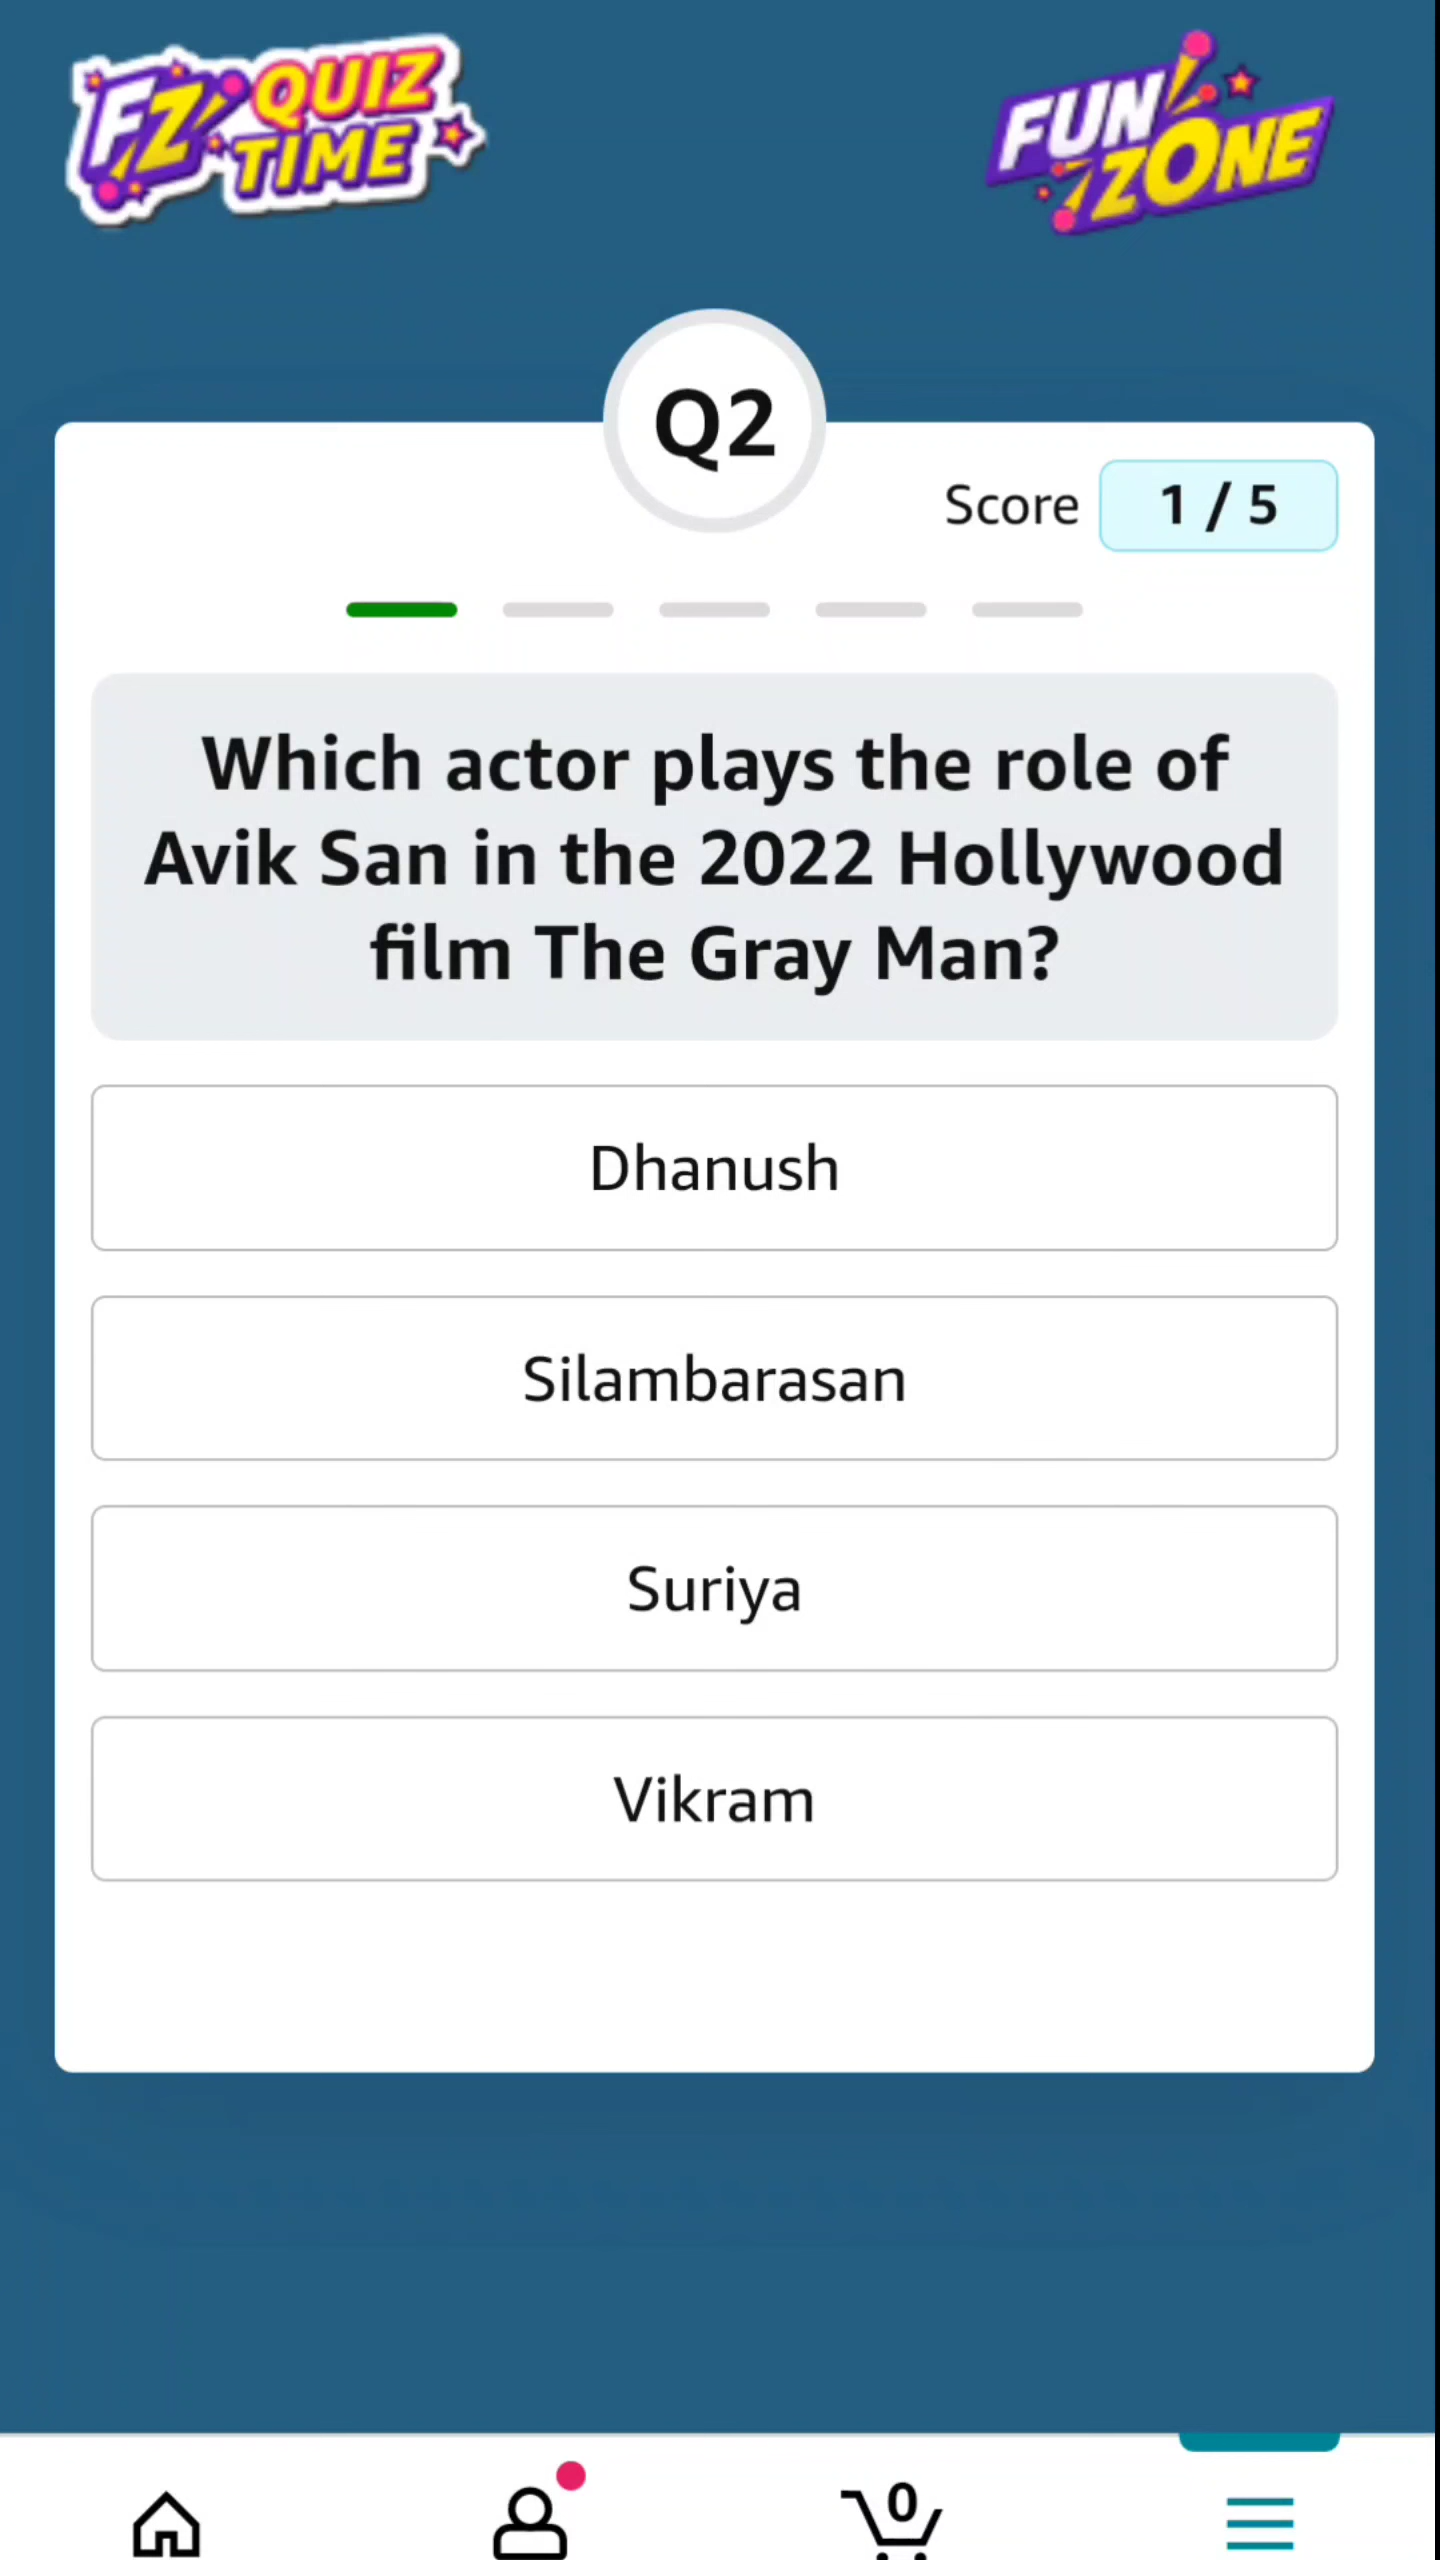 FZ QUIZ TIME
FUN ZONE
Q2
Score 1 / 5
Which actor plays the role of
Avik San in the 2022 Hollywood
film The Gray Man?
Dhanush
Silambarasan
Suriya
Vikram
0